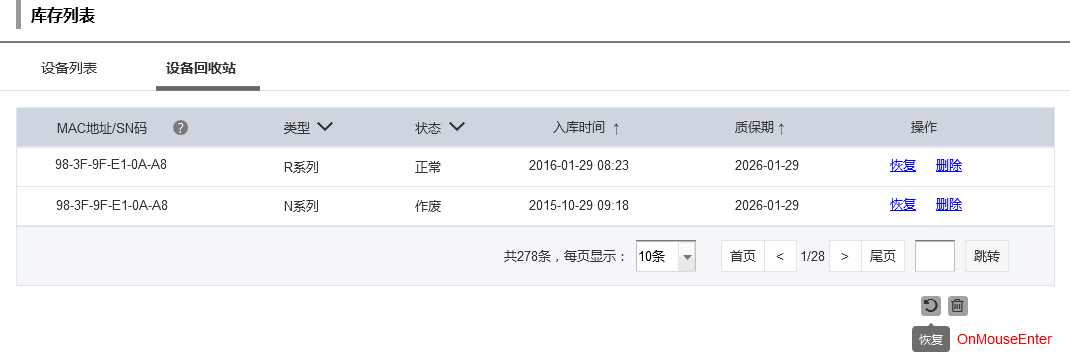 库存列表
设备列表 设备回收站
MAC地址/SN码 ? 类型 状态 入库时间 ↑ 质保期↑ 操作
98-3F-9F-E1-0A-A8 R系列 正常 2016-01-29 08:23 2026-01-29 恢复 删除
98-3F-9F-E1-0A-A8 N系列 作废 2015-10-29 09:18 2026-01-29 恢复 删除
共278条，每页显示： 10条 首页 < 1/28 > 尾页 跳转
恢复 OnMouseEnter